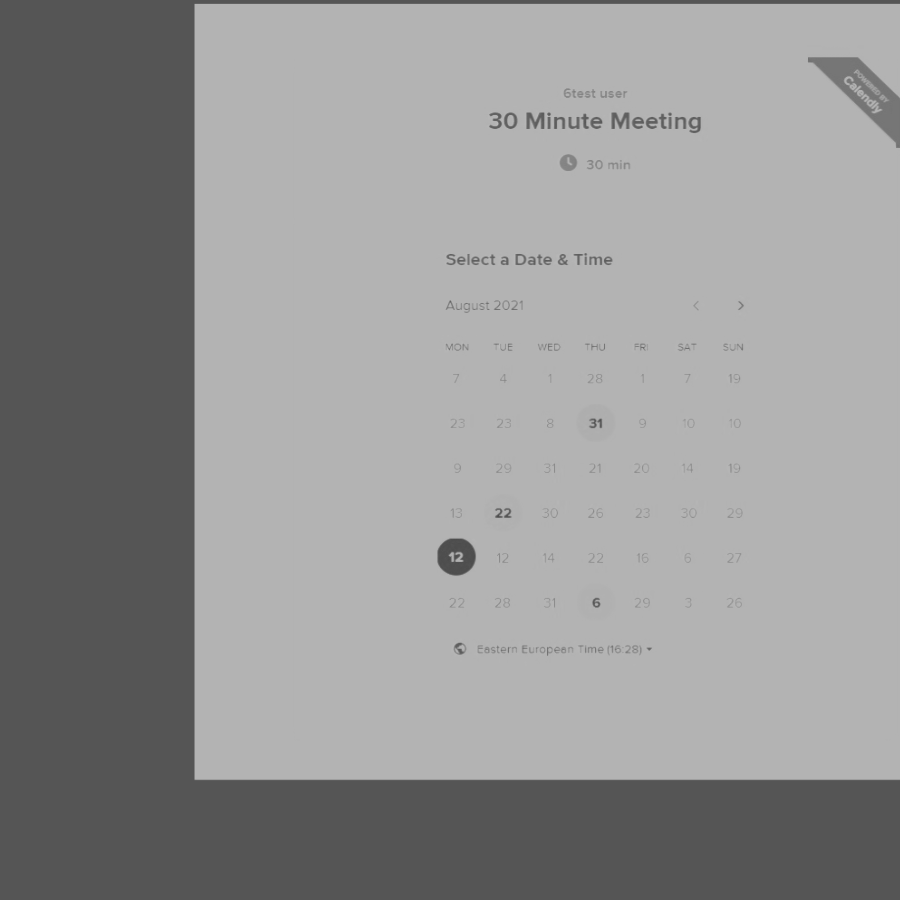 6test user
30 Minute Meeting
30 min
POWERED BY
Calendly
Select a Date & Time
August 2021
MON TUE WED THU FRI SAT SUN
7 4 1 28 1 7 19
23 23 8 31 9 10 10
9 29 31 21 20 14 19
13 22 30 26 23 30 29
12 12 14 22 16 6 27
22 28 31 6 29 3 26
Eastern European Time (16:28)